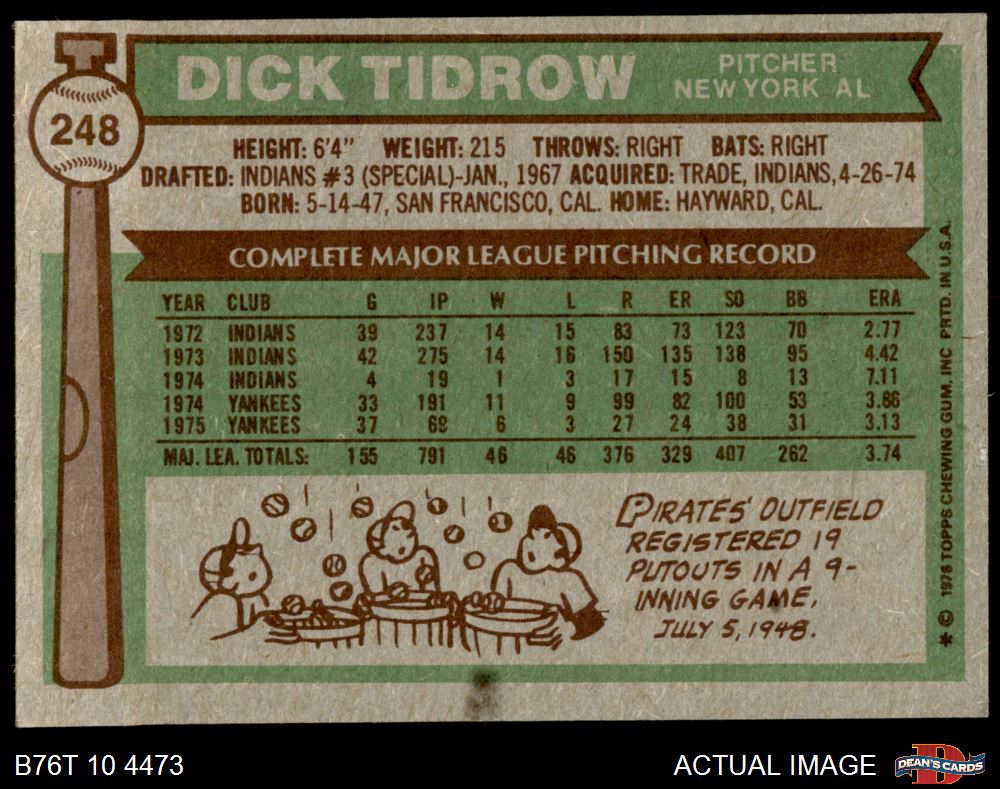 248
DICK TIDROW
PITCHER
NEW YORK AL
HEIGHT: 6'4" WEIGHT: 215 THROWS: RIGHT BATS: RIGHT
DRAFTED: INDIANS #3 (SPECIAL)-JAN., 1967 ACQUIRED: TRADE, INDIANS, 4-26-74
BORN: 5-14-47, SAN FRANCISCO, CAL. HOME: HAYWARD, CAL.
COMPLETE MAJOR LEAGUE PITCHING RECORD
YEAR CLUB G IP W L R ER SO BB ERA
1972 INDIANS 39 237 14 15 83 73 123 70 2.77
1973 INDIANS 42 275 14 16 150 135 138 95 4.42
1974 INDIANS 4 19 1 3 17 15 8 13 7.11
1974 YANKEES 33 191 11 9 99 82 100 53 3.86
1975 YANKEES 37 69 6 3 27 24 38 31 3.13
MAJ. LEA. TOTALS: 155 791 46 46 376 329 407 262 3.74
PIRATES' OUTFIELD
REGISTERED 19
PUTOUTS IN A 9-
INNING GAME,
JULY 5, 1948.
* © 1976 TOPPS CHEWING GUM, INC PRTD. IN U.S.A.
B76T 10 4473
ACTUAL IMAGE
DEAN'S CARDS